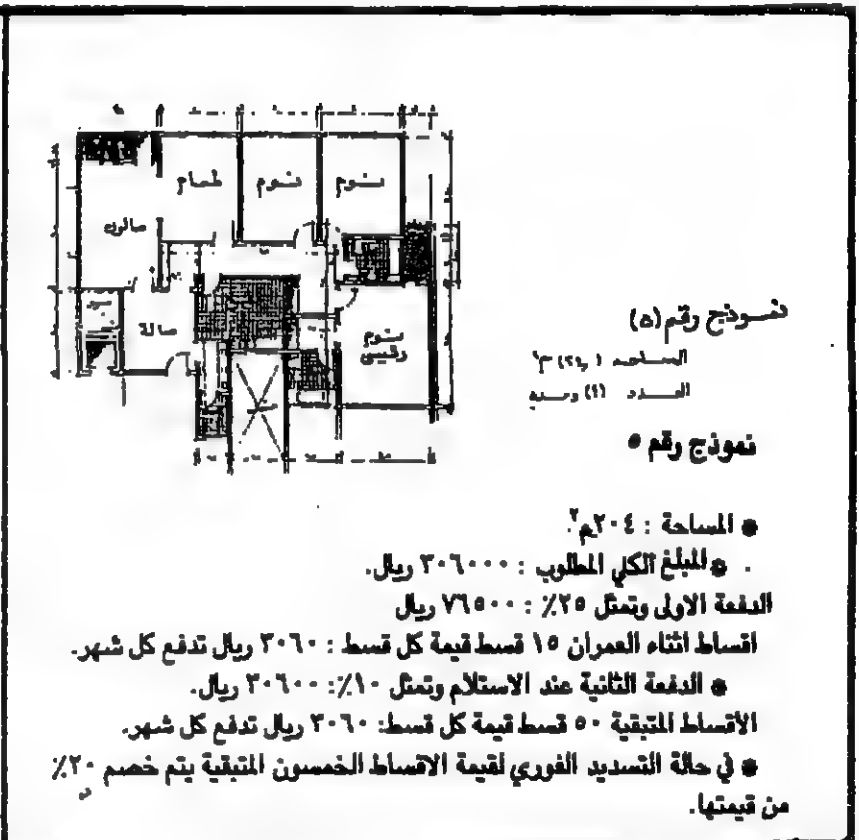 طعام
نوم
نوم
صالون
صالة
نوم رئيسي
نموذج رقم (٥)
نموذج رقم ٥
* المساحة : ٢٠٤م٢.
* المبلغ الكلي المطلوب : ٣٠٦٠٠٠ ريال.
الدفعة الاولى وتمثل ٢٥٪ : ٧٦٥٠٠ ريال
اقساط اثناء العمران ١٥ قسط قيمة كل قسط : ٣٠٦٠ ريال تدفع كل شهر.
* الدفعة الثانية عند الاستلام وتمثل ١٠٪: ٣٠٦٠٠ ريال.
الأقساط المتبقية ٥٠ قسط قيمة كل قسط: ٣٠٦٠ ريال تدفع كل شهر.
* في حالة التسديد الفوري لقيمة الاقساط الخمسون المتبقية يتم خصم ٢٠٪
من قيمتها.